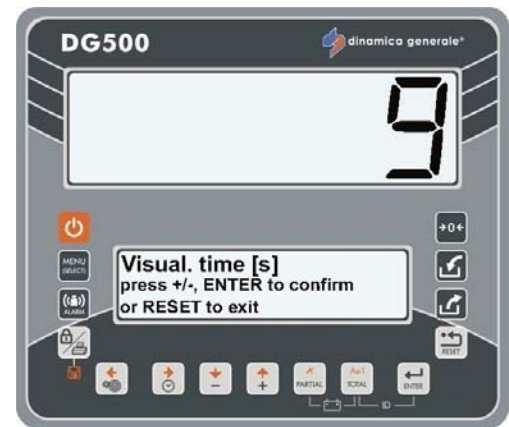 DG500
dinamica generale®
9
→0←
MENU
(SELECT)
Visual. time [s]
press +/-, ENTER to confirm
or RESET to exit
ALARM
RESET
PARTIAL
TOTAL
ENTER
ID